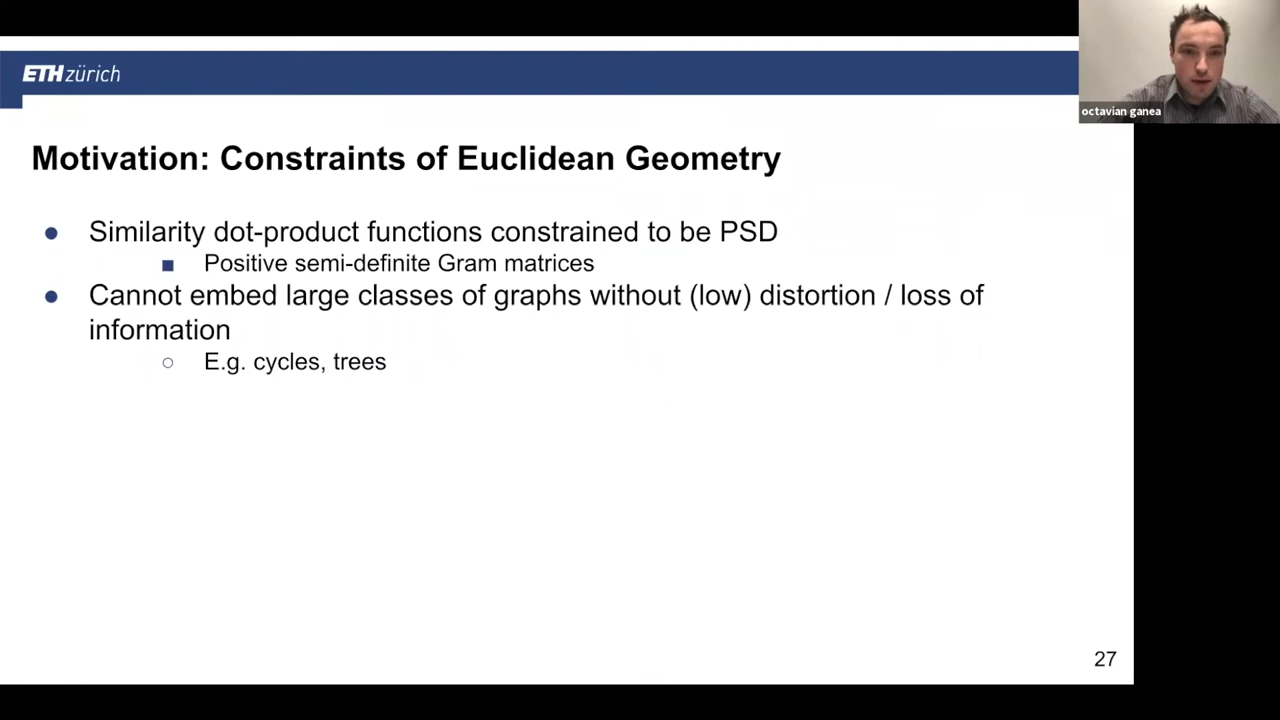 ETH zürich
octavian ganea
Motivation: Constraints of Euclidean Geometry
● Similarity dot-product functions constrained to be PSD
■ Positive semi-definite Gram matrices
● Cannot embed large classes of graphs without (low) distortion / loss of
information
○ E.g. cycles, trees
27